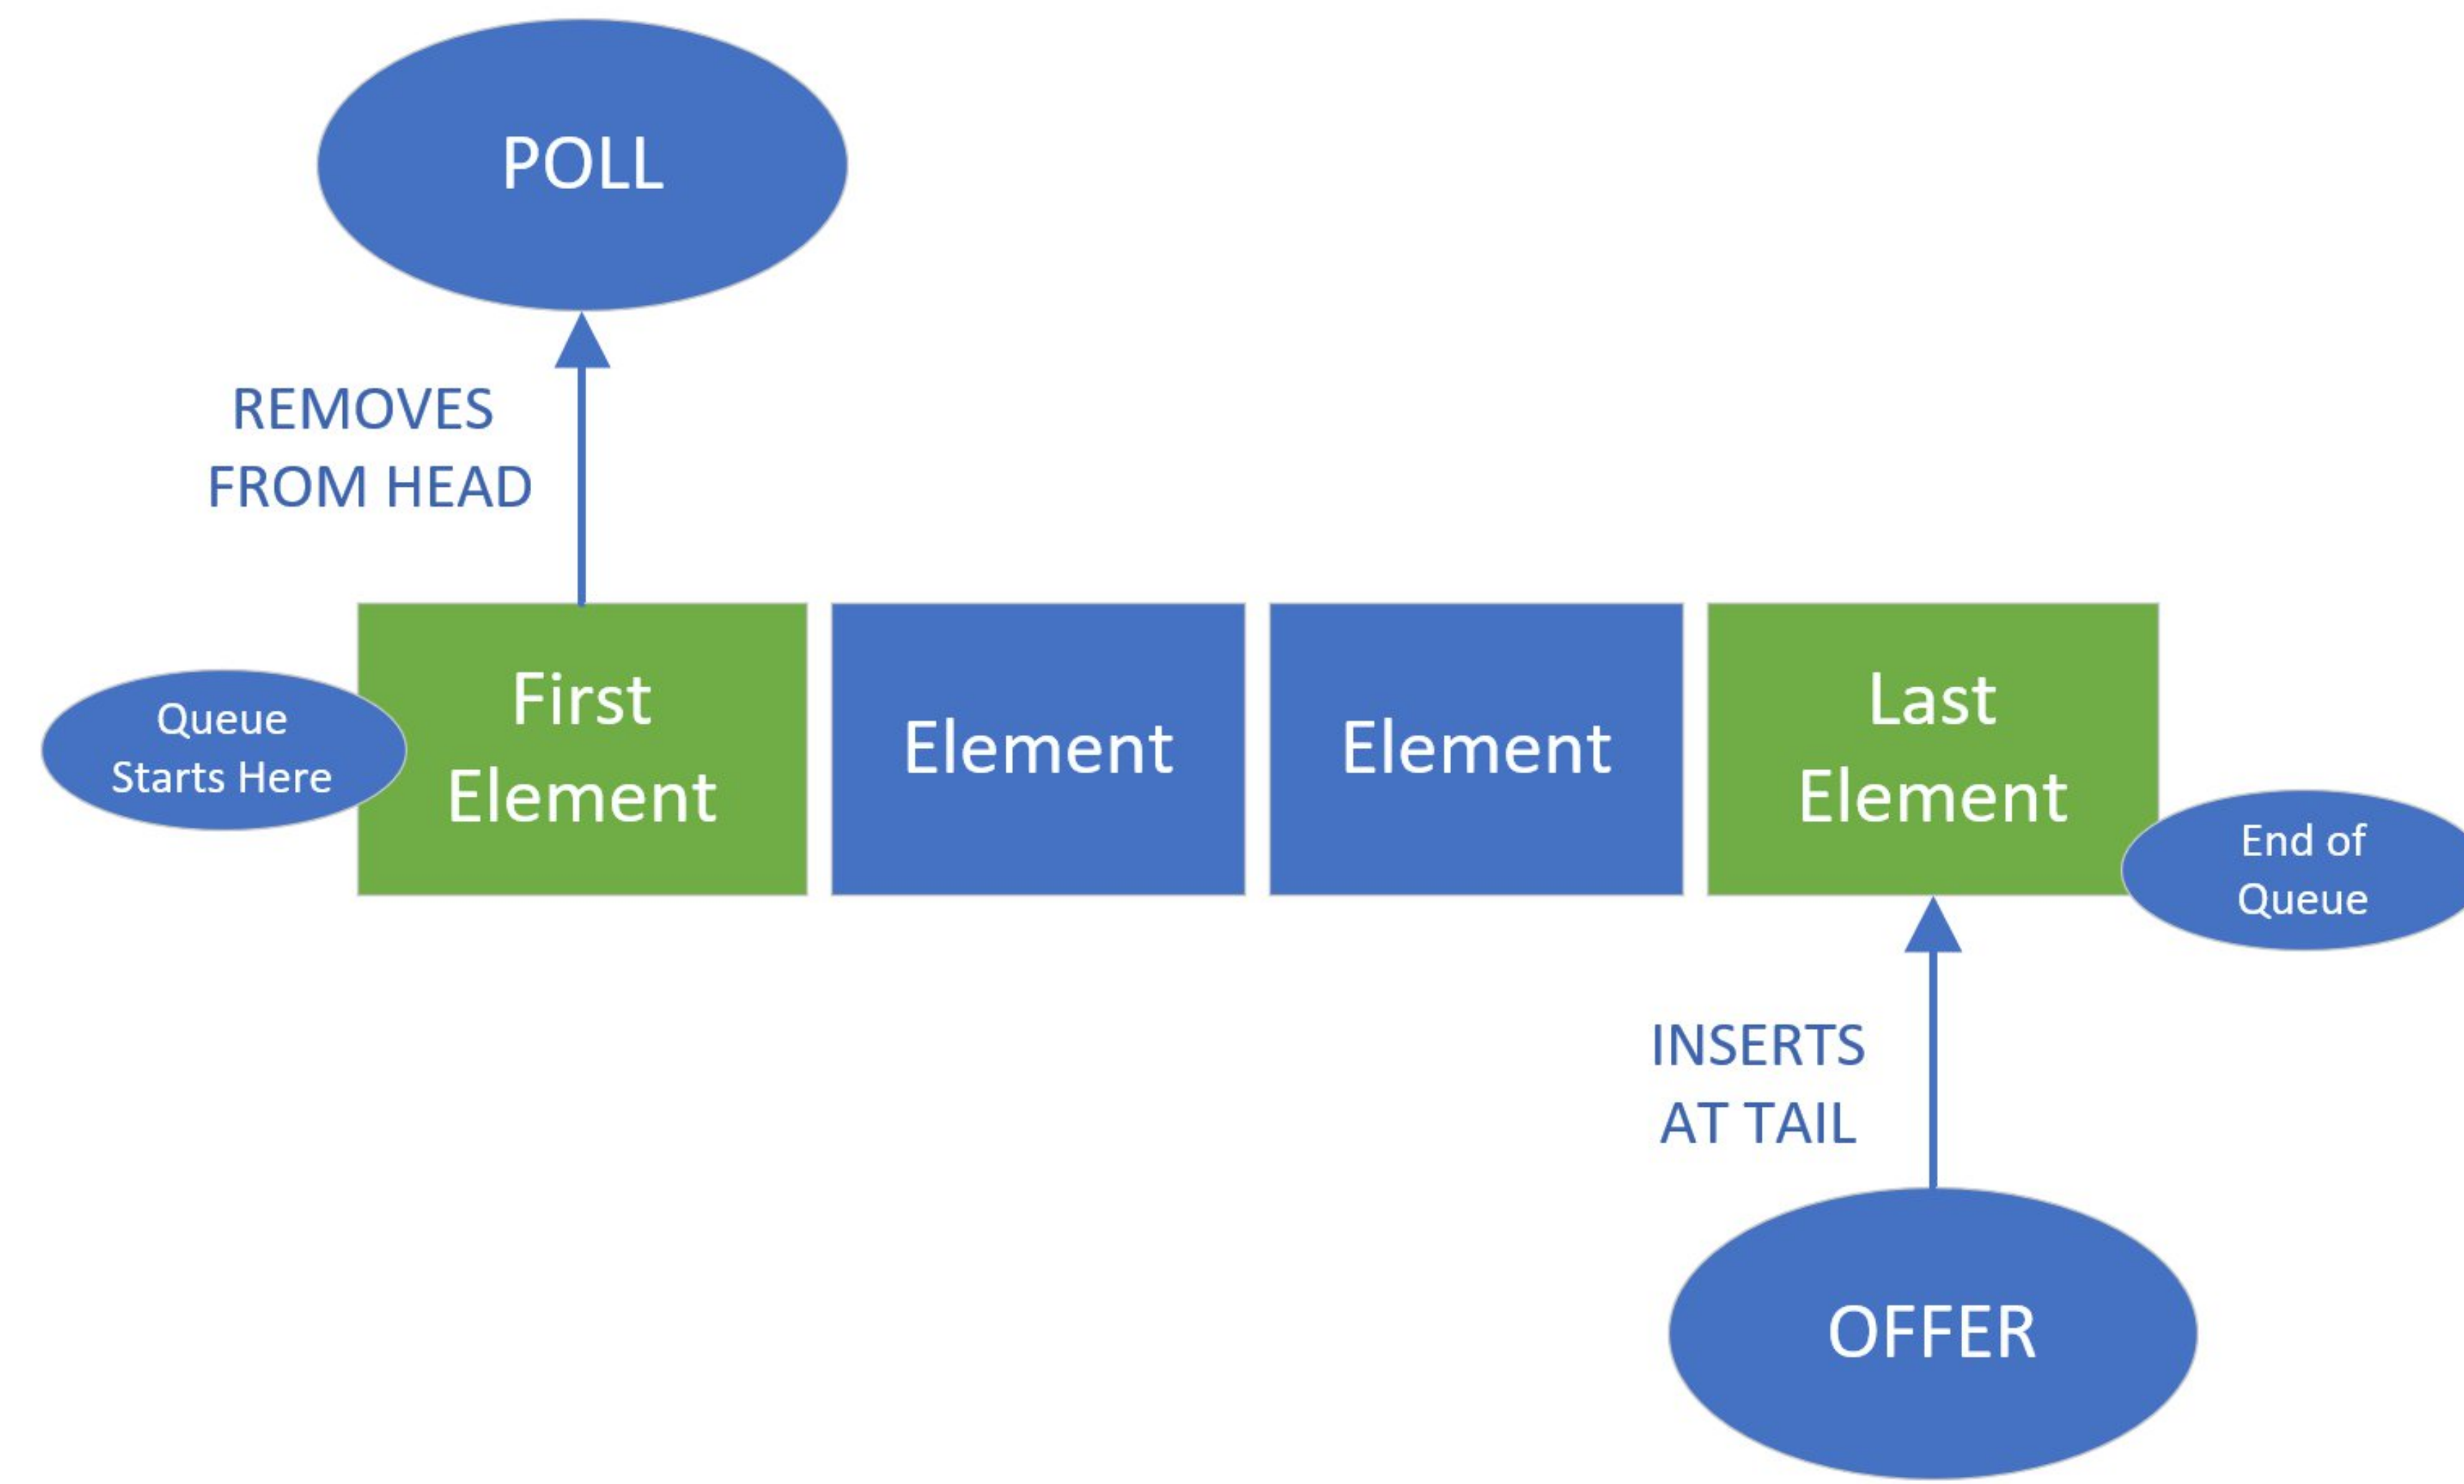 POLL
REMOVES
FROM HEAD
Queue
Starts Here
First
Element
Element
Element
Last
Element
End of
Queue
INSERTS
AT TAIL
OFFER